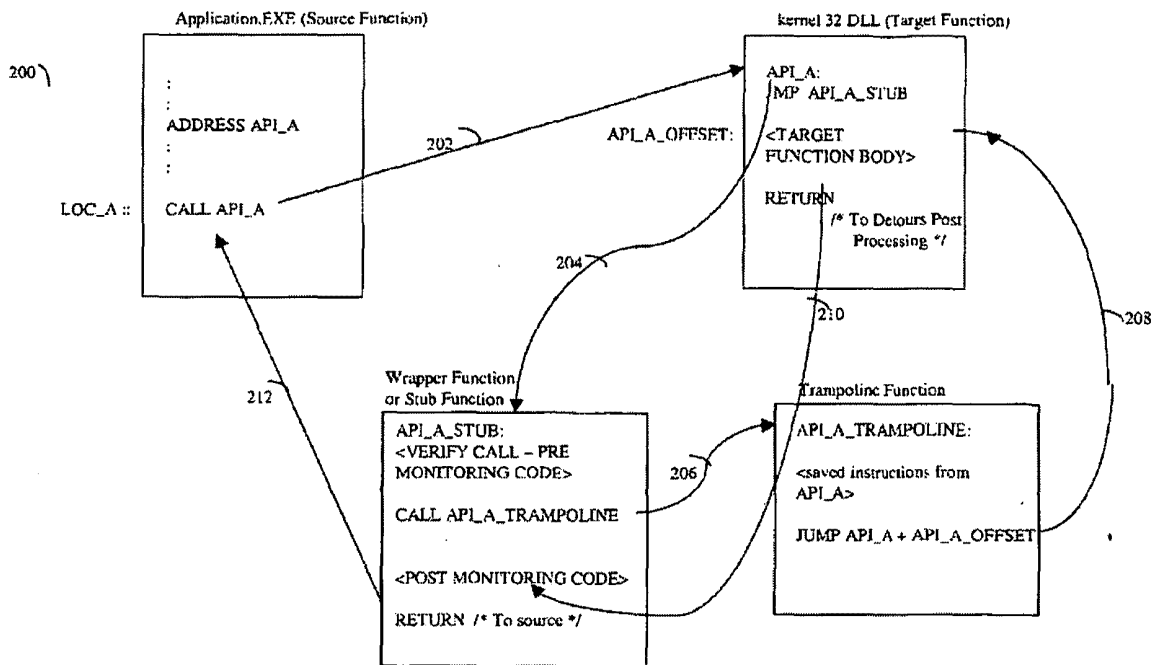 Application.EXE (Source Function)
kernel 32 DLL (Target Function)
200
:
:
ADDRESS API_A
:
:
LOC_A ::
CALL API_A
202
API_A:
JMP API_A_STUB
API_A_OFFSET:
<TARGET
FUNCTION BODY>
RETURN
/* To Detours Post
Processing */
204
210
208
212
Wrapper Function
or Stub Function
API_A_STUB:
<VERIFY CALL – PRE
MONITORING CODE>
CALL API_A_TRAMPOLINE
<POST MONITORING CODE>
RETURN /* To source */
206
Trampoline Function
API_A_TRAMPOLINE:
<saved instructions from
API_A>
JUMP API_A + API_A_OFFSET